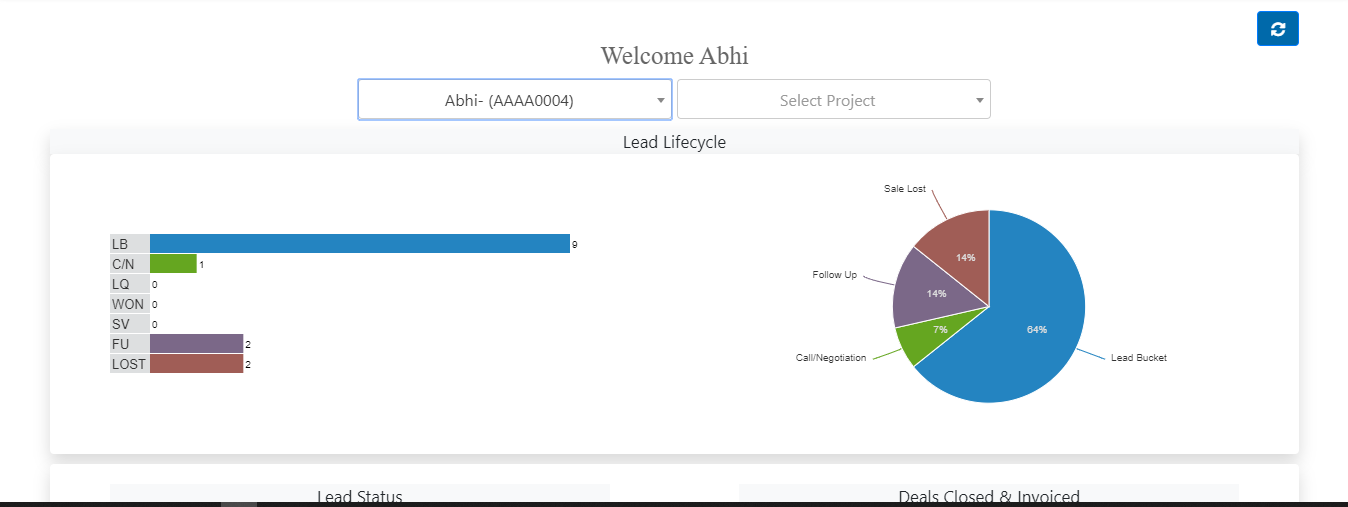 Welcome Abhi
Abhi- (AAAA0004)
Select Project
Lead Lifecycle
LB 9
C/N 1
LQ 0
WON 0
SV 0
FU 2
LOST 2
Sale Lost
14%
Follow Up
14%
7%
64%
Call/Negotiation
Lead Bucket
Lead Status
Deals Closed & Invoiced